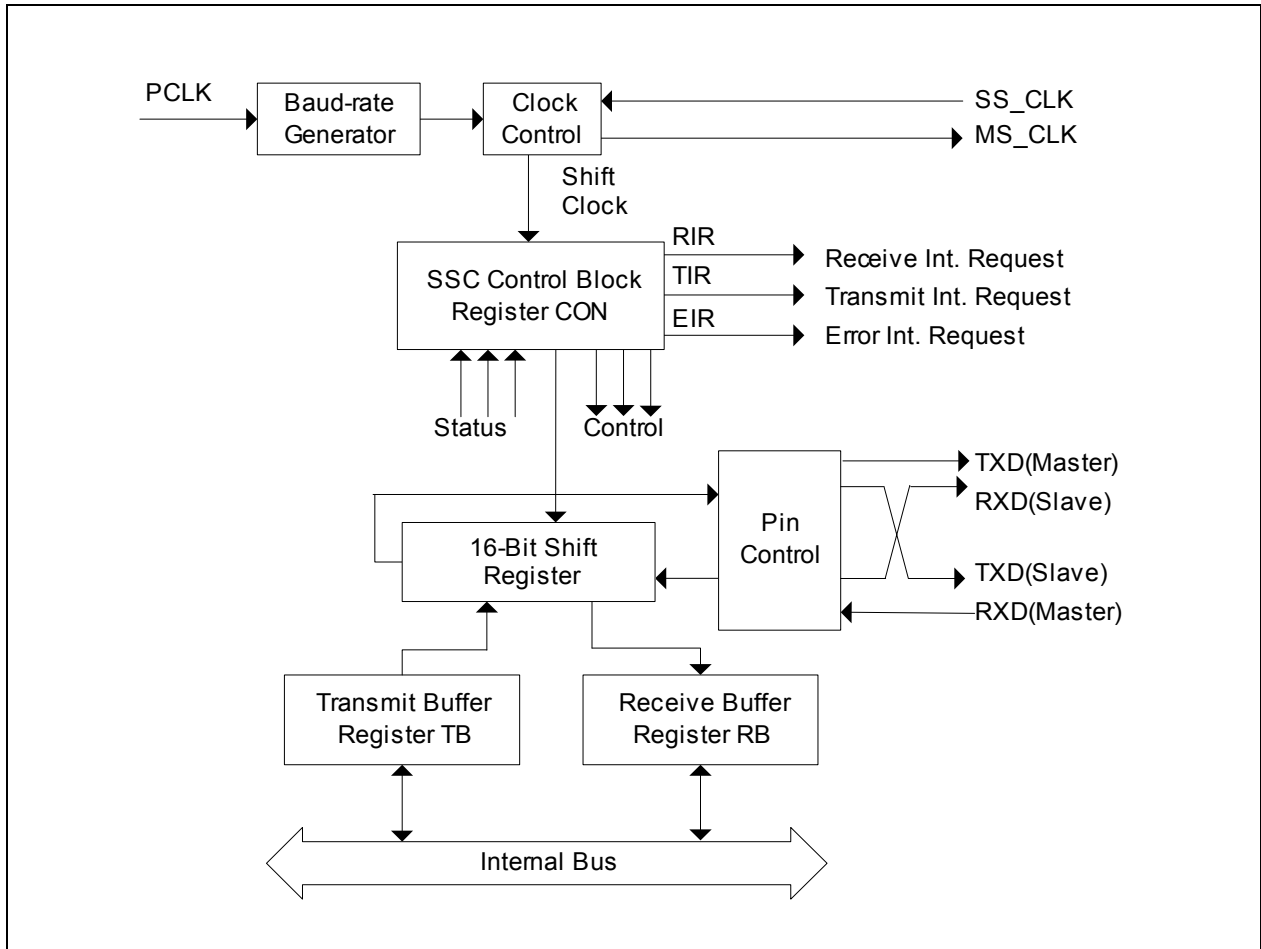 PCLK
Baud-rate
Generator
Clock
Control
SS_CLK
MS_CLK
Shift
Clock
SSC Control Block
Register CON
RIR
TIR
EIR
Receive Int. Request
Transmit Int. Request
Error Int. Request
Status
Control
16-Bit Shift
Register
Pin
Control
TXD(Master)
RXD(Slave)
TXD(Slave)
RXD(Master)
Transmit Buffer
Register TB
Receive Buffer
Register RB
Internal Bus